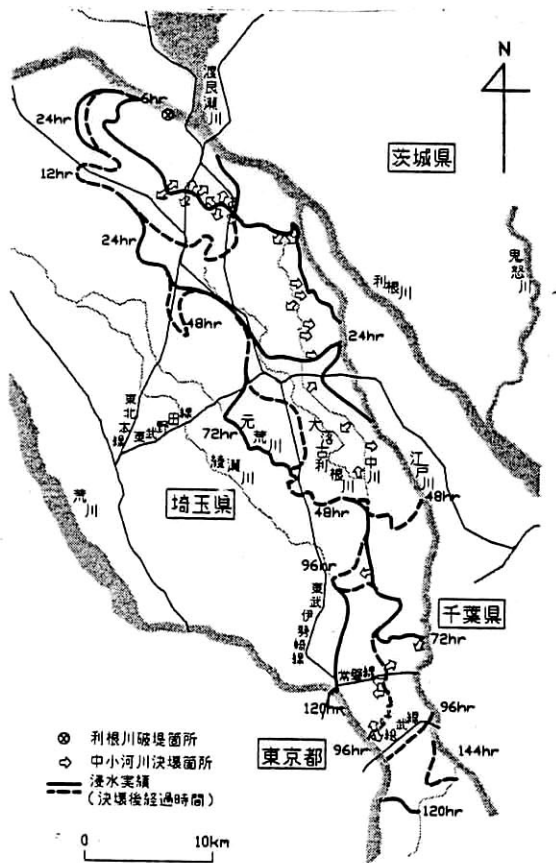 N
渡良瀬川
6hr
24hr
茨城県
12hr
鬼怒川
24hr
利根川
48hr
24hr
東北本線
東武野田線
72hr
元荒川
大落古利根川
中川
江戸川
綾瀬川
荒川
埼玉県
48hr
48hr
96hr
東武伊勢崎線
千葉県
72hr
常磐線
120hr
96hr
総武線
東京都
96hr
144hr
120hr
利根川破堤箇所
中小河川決壊箇所
浸水実績
(決壊後経過時間)
0
10km